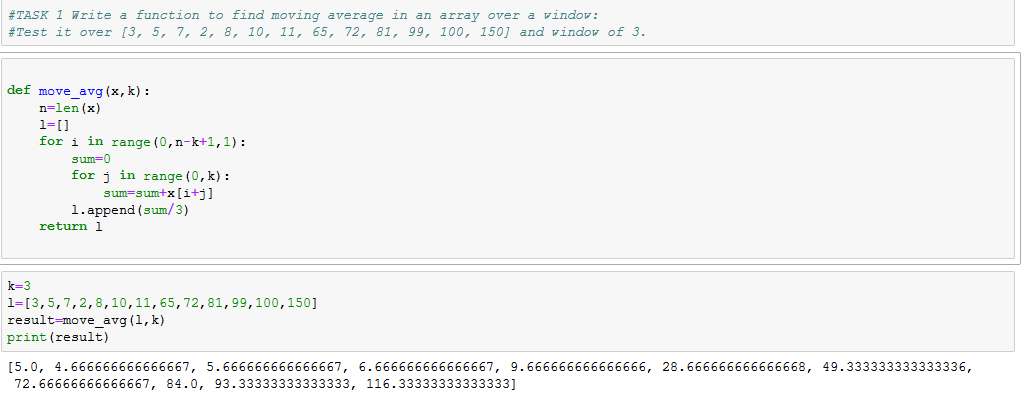 #TASK 1 Write a function to find moving average in an array over a window:
#Test it over [3, 5, 7, 2, 8, 10, 11, 65, 72, 81, 99, 100, 150] and window of 3.
def move_avg(x,k):
    n=len(x)
    l=[]
    for i in range(0,n-k+1,1):
        sum=0
        for j in range(0,k):
            sum=sum+x[i+j]
        l.append(sum/3)
    return l
k=3
l=[3,5,7,2,8,10,11,65,72,81,99,100,150]
result=move_avg(l,k)
print(result)
[5.0, 4.666666666666667, 5.666666666666667, 6.666666666666667, 9.666666666666666, 28.666666666666668, 49.333333333333336,
 72.66666666666667, 84.0, 93.33333333333333, 116.33333333333333]